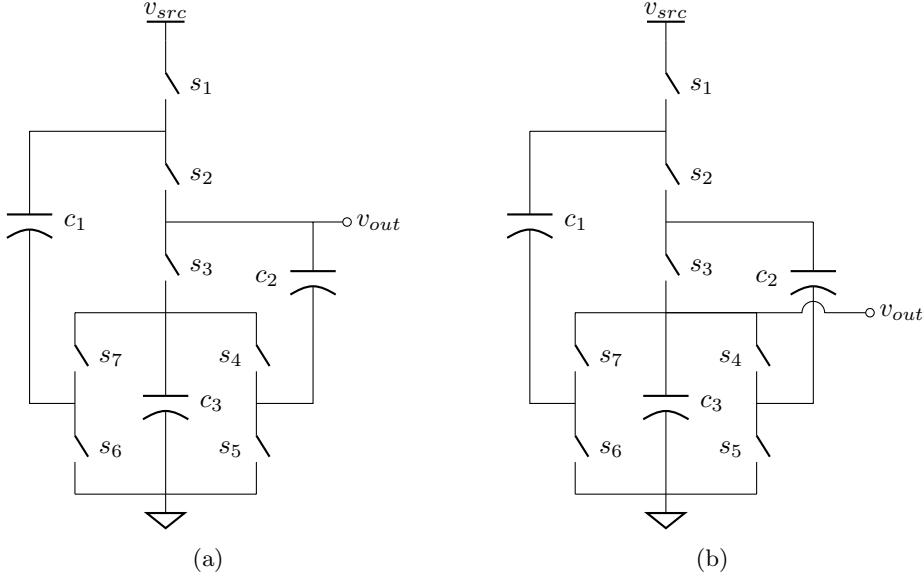 v_src v_src
s_1 s_1
s_2 s_2
c_1 v_out c_1
s_3 c_2 s_3 c_2
v_out
s_7 s_4 s_7 s_4
c_3 c_3
s_6 s_5 s_6 s_5
(a) (b)